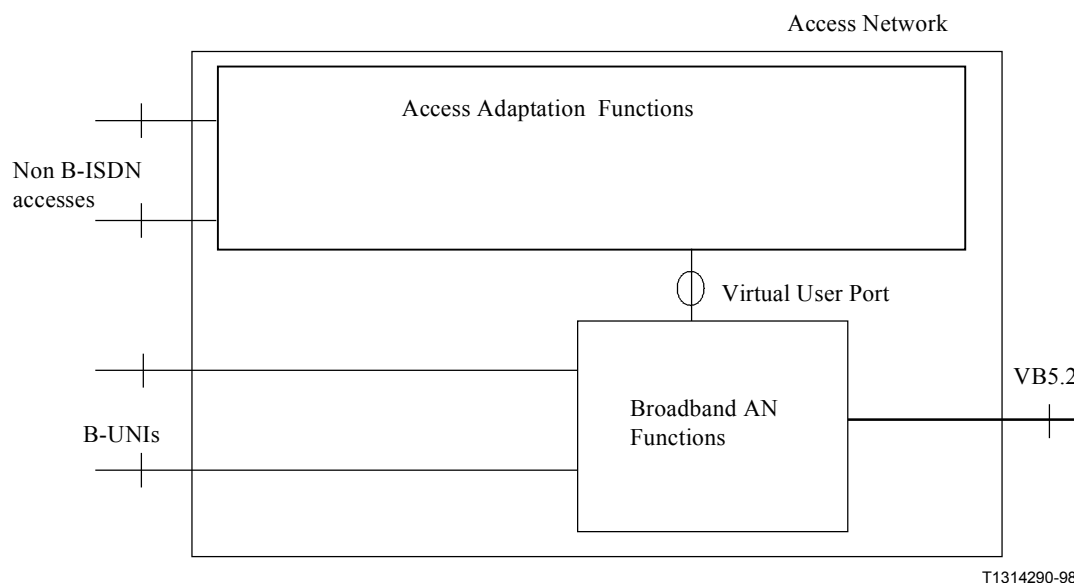 Access Network
Access Adaptation Functions
Non B-ISDN
accesses
Virtual User Port
VB5.2
Broadband AN
Functions
B-UNIs
T1314290-98